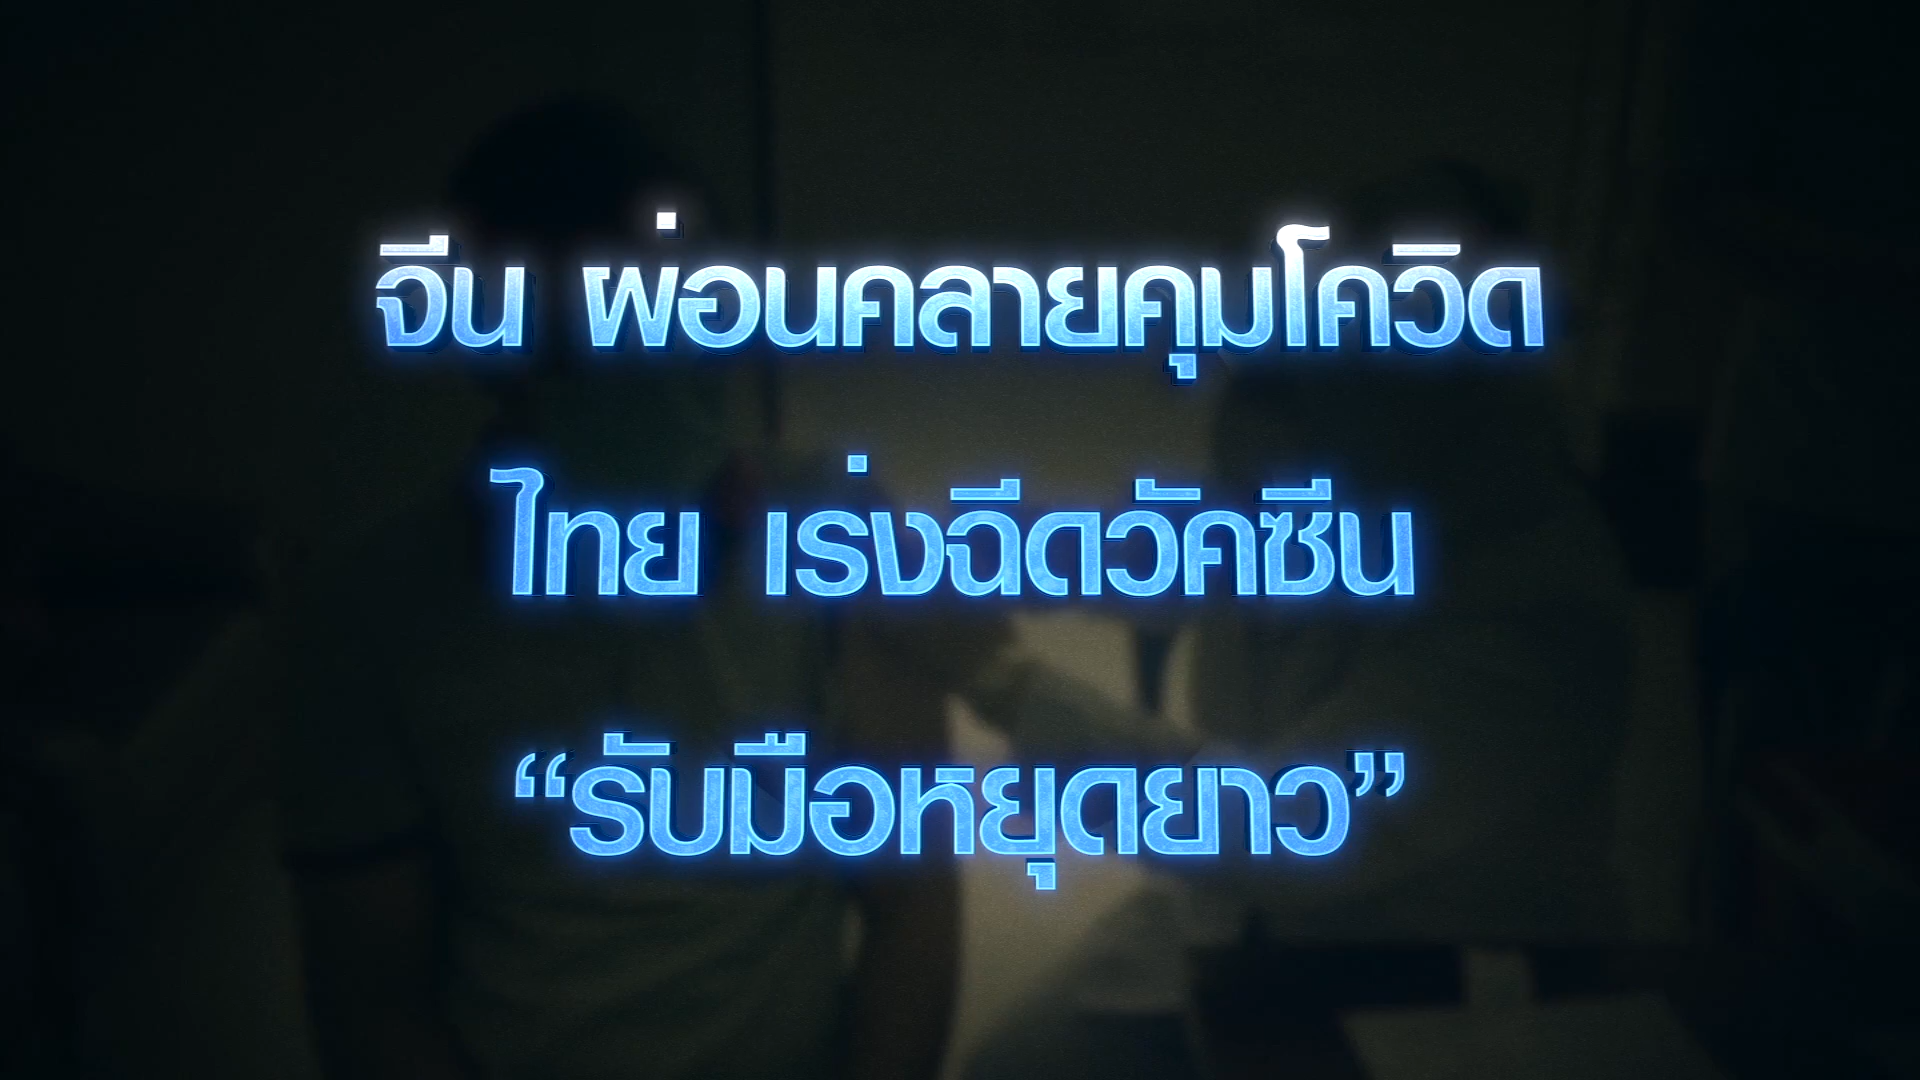 จีน ผ่อนคลายคุมโควิด
ไทย เร่งฉีดวัคซีน
“รับมือหยุดยาว”